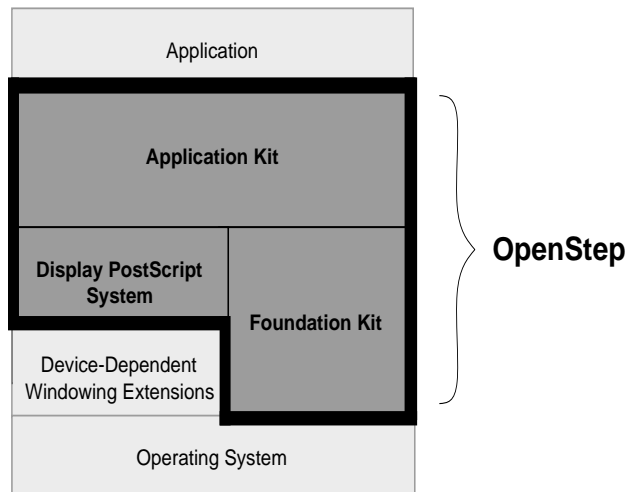 Application
Application Kit
OpenStep
Display PostScript
System
Foundation Kit
Device-Dependent
Windowing Extensions
Operating System